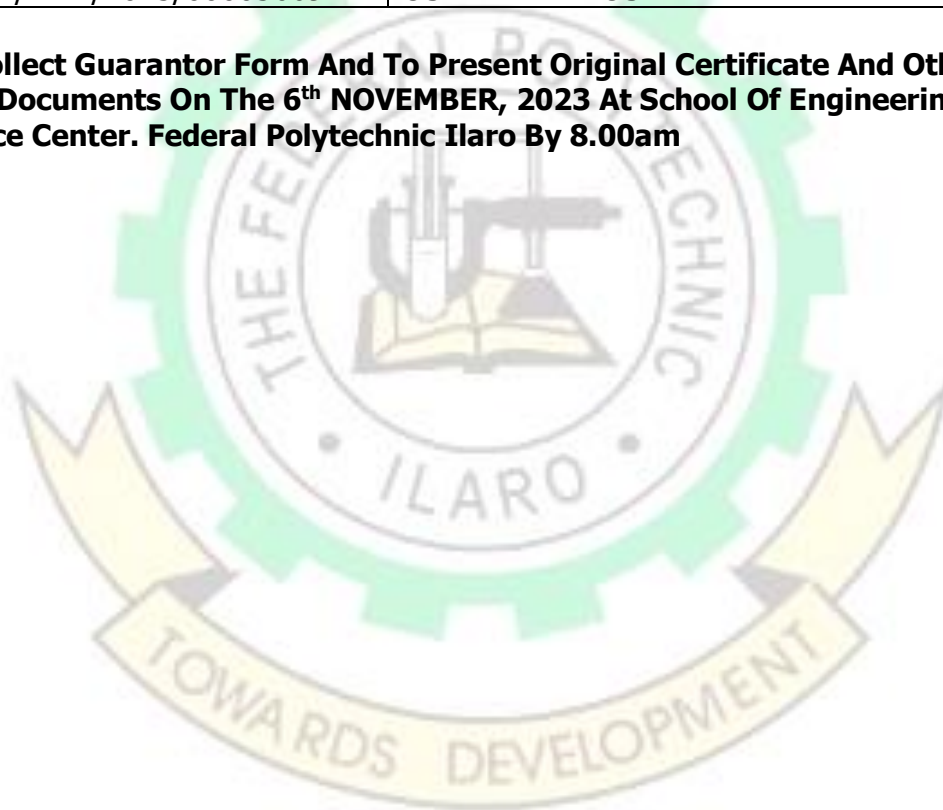 ollect Guarantor Form And To Present Original Certificate And Oth
Documents On The 6th NOVEMBER, 2023 At School Of Engineerin
ce Center. Federal Polytechnic Ilaro By 8.00am
THE FEDERAL POLYTECHNIC
ILARO
TOWARDS DEVELOPMENT